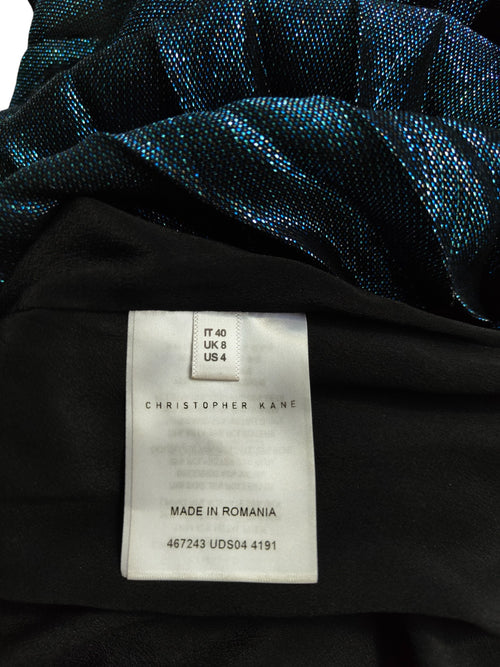 IT 40
UK 8
US 4
CHRISTOPHER KANE
MADE IN ROMANIA
467243 UDS04 4191